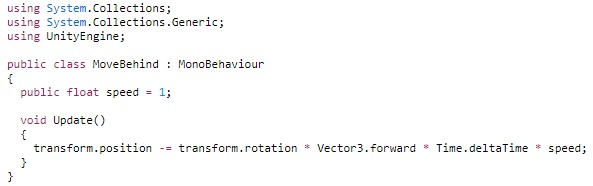 using System.Collections;
using System.Collections.Generic;
using UnityEngine;

public class MoveBehind : MonoBehaviour
{
  public float speed = 1;

  void Update()
  {
    transform.position -= transform.rotation * Vector3.forward * Time.deltaTime * speed;
  }
}